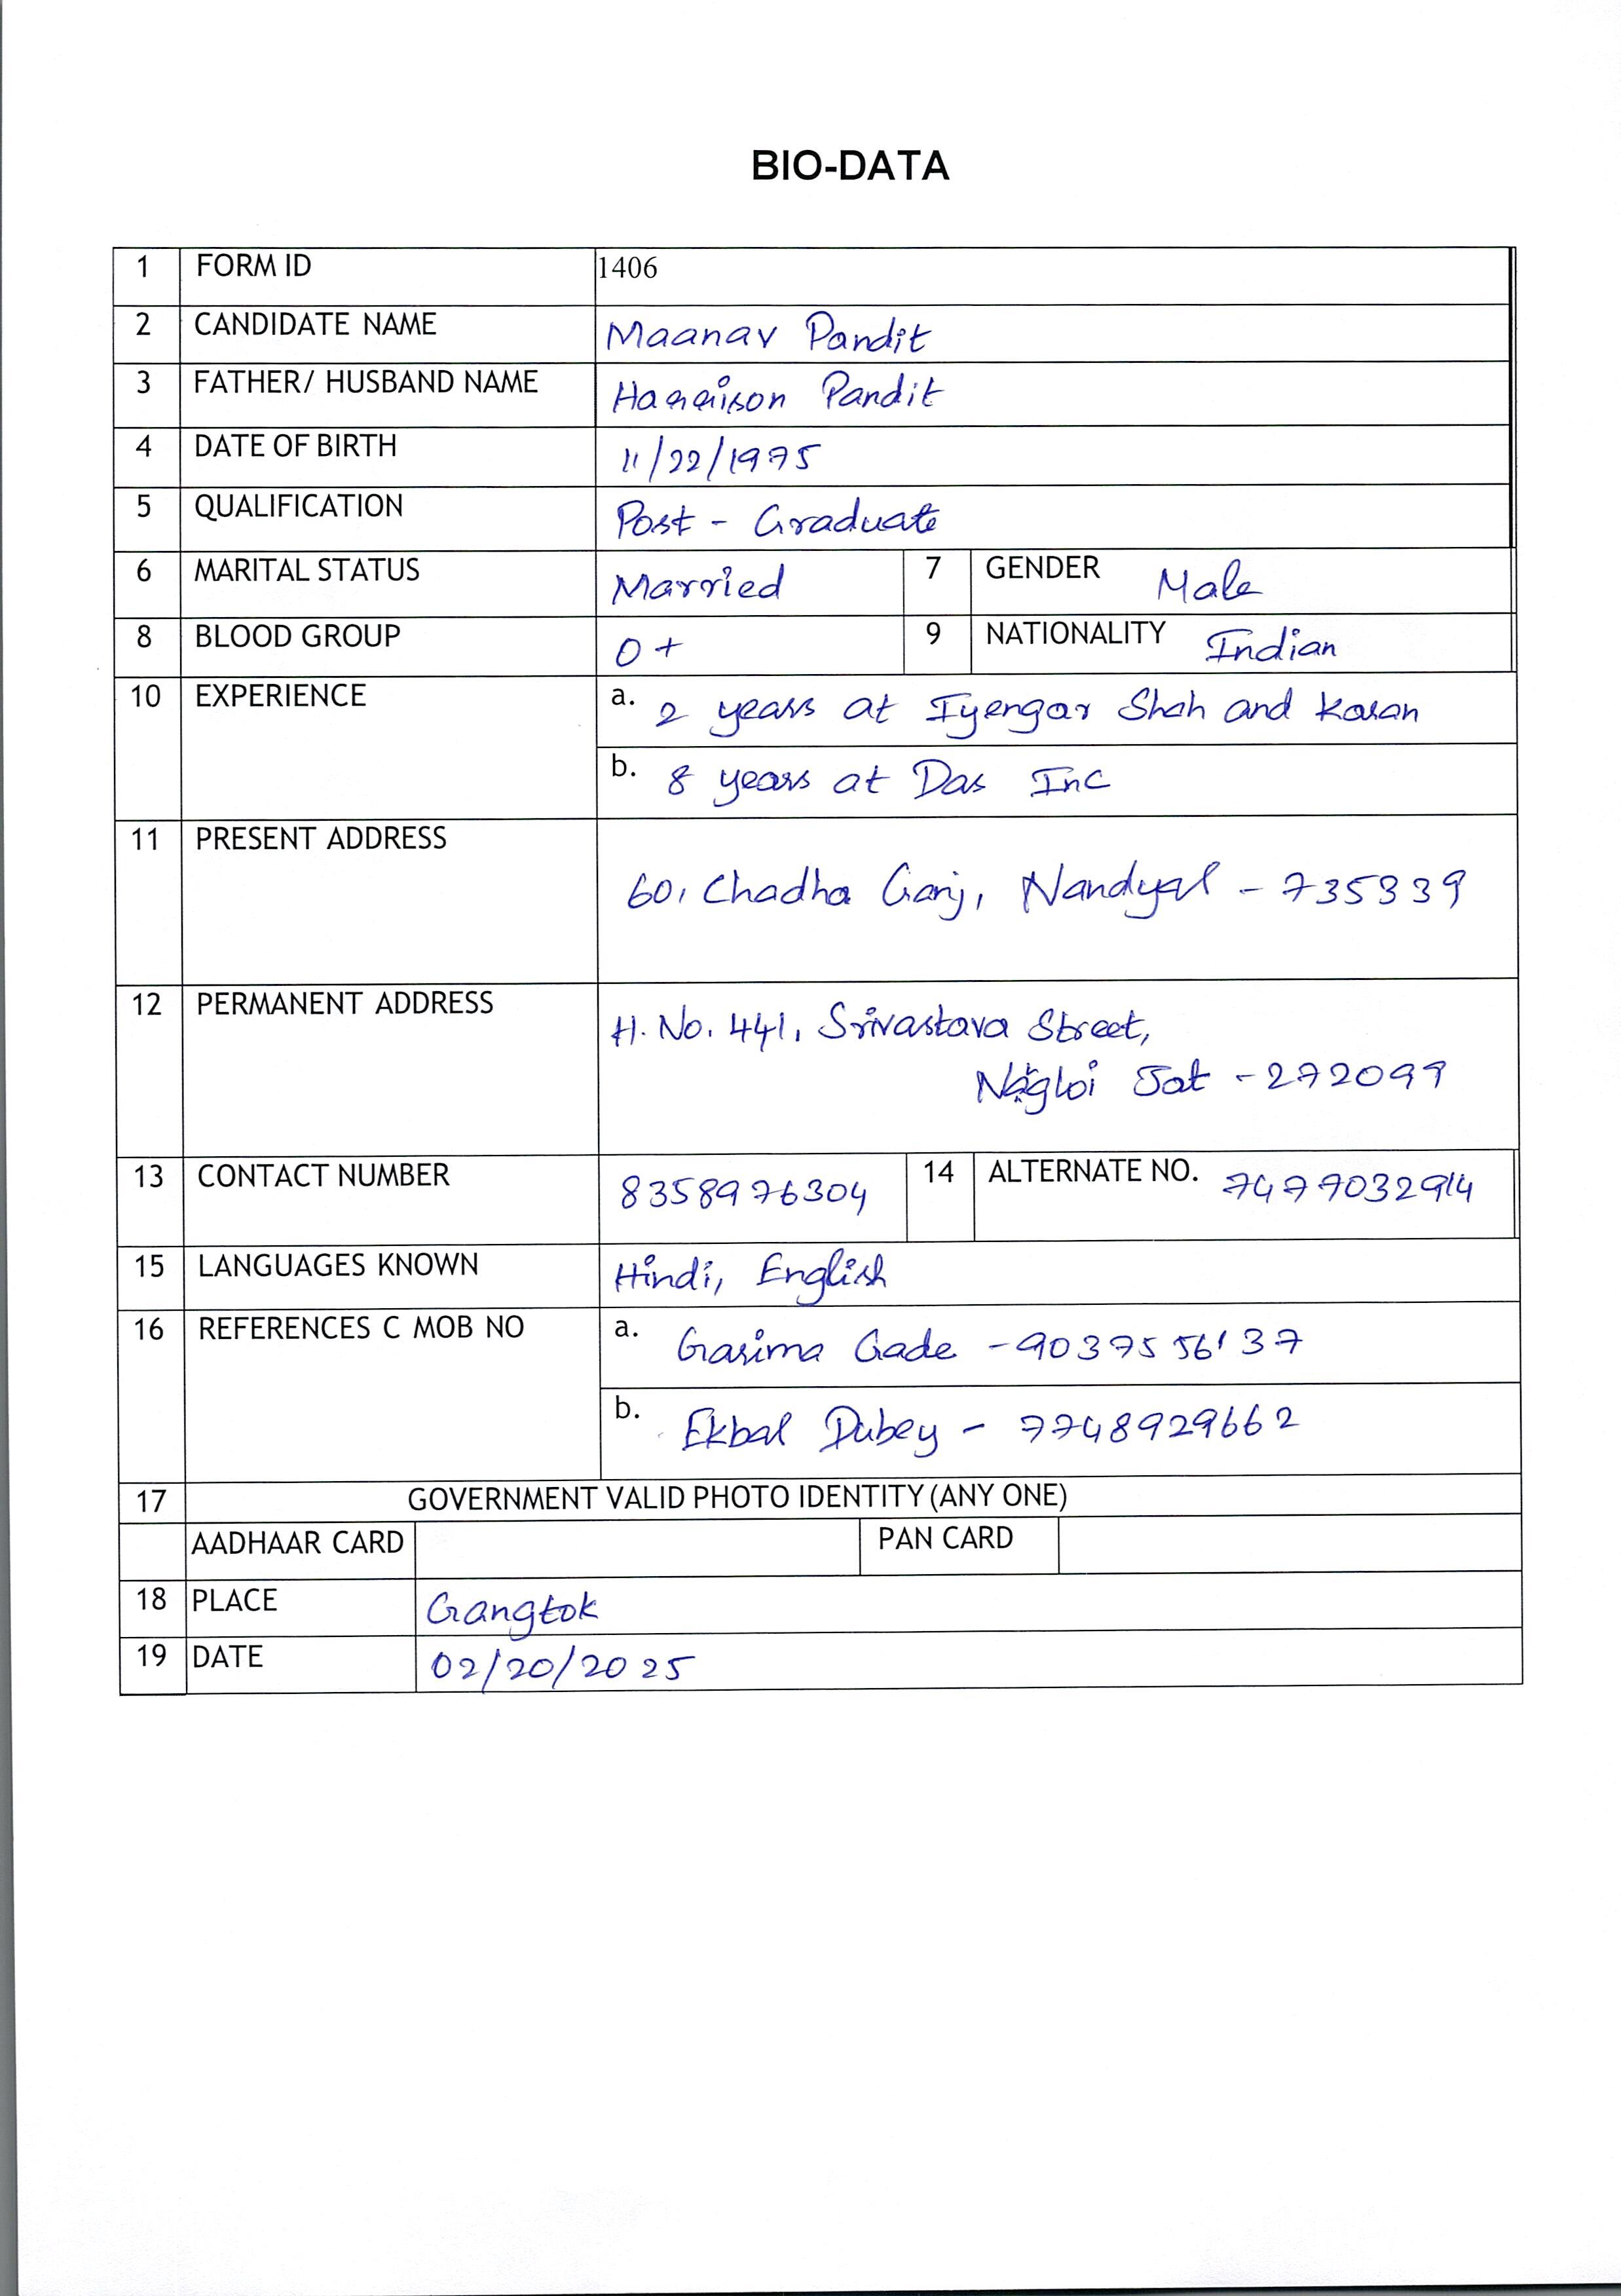 BIO-DATA
1 FORM ID 1406
2 CANDIDATE NAME Maanav Pandit
3 FATHER/ HUSBAND NAME Harrison Pandit
4 DATE OF BIRTH 11/22/1975
5 QUALIFICATION Post - Graduate
6 MARITAL STATUS Married 7 GENDER Male
8 BLOOD GROUP O+ 9 NATIONALITY Indian
10 EXPERIENCE a. 2 years at Iyengar Shah and Karan
b. 8 years at Das Inc
11 PRESENT ADDRESS
60, Chadha Ganj, Nandyal - 735339
12 PERMANENT ADDRESS
H. No. 441, Srivastava Street,
Nagloi Jat - 272099
13 CONTACT NUMBER 8358976304 14 ALTERNATE NO. 7477032914
15 LANGUAGES KNOWN Hindi, English
16 REFERENCES C MOB NO a. Garima Gade - 9037556137
b. Ekbal Dubey - 7748929662
17 GOVERNMENT VALID PHOTO IDENTITY (ANY ONE)
AADHAAR CARD PAN CARD
18 PLACE Gangtok
19 DATE 02/20/2025